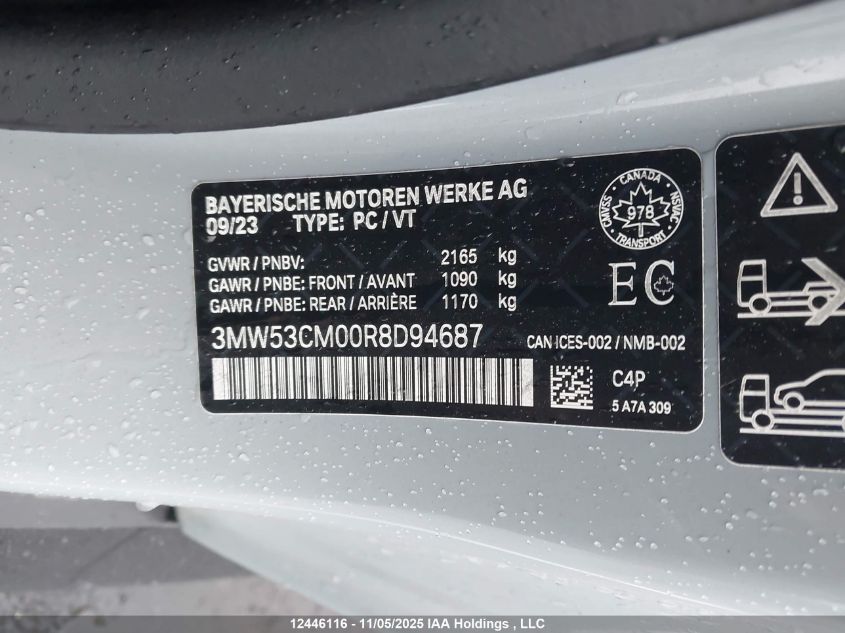 BAYERISCHE MOTOREN WERKE AG
09/23 TYPE: PC / VT
GVWR / PNBV: 2165 kg
GAWR / PNBE: FRONT / AVANT 1090 kg
GAWR / PNBE: REAR / ARRIÈRE 1170 kg
3MW53CM00R8D94687
CANADA
CMVSS 978 NSVAC
TRANSPORT
EC
CAN ICES-002 / NMB-002
C4P
5 A7A 309
12446116 - 11/05/2025 IAA Holdings , LLC